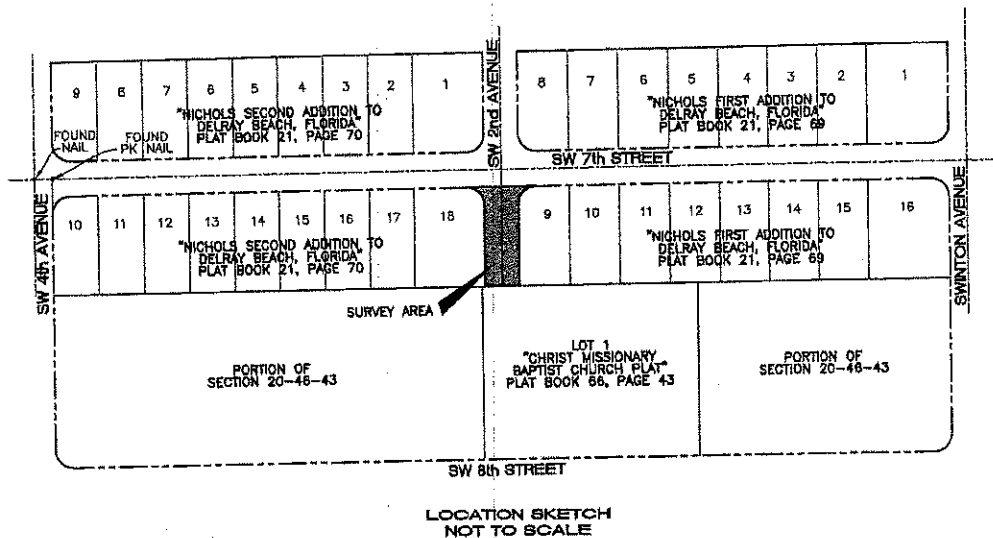 9 8 7 6 5 4 3 2 1
"NICHOLS SECOND ADDITION TO
DELRAY BEACH, FLORIDA"
PLAT BOOK 21, PAGE 70
FOUND
NAIL
FOUND
PK NAIL
SW 2nd AVENUE
8 7 6 5 4 3 2 1
"NICHOLS FIRST ADDITION TO
DELRAY BEACH, FLORIDA"
PLAT BOOK 21, PAGE 69
SW 7th STREET
SW 4th AVENUE
10 11 12 13 14 15 16 17 18
"NICHOLS SECOND ADDITION TO
DELRAY BEACH, FLORIDA"
PLAT BOOK 21, PAGE 70
9 10 11 12 13 14 15 16
"NICHOLS FIRST ADDITION TO
DELRAY BEACH, FLORIDA"
PLAT BOOK 21, PAGE 69
SWINTON AVENUE
SURVEY AREA
PORTION OF
SECTION 20-46-43
LOT 1
"CHRIST MISSIONARY
BAPTIST CHURCH PLAT"
PLAT BOOK 66, PAGE 43
PORTION OF
SECTION 20-46-43
SW 8th STREET
LOCATION SKETCH
NOT TO SCALE